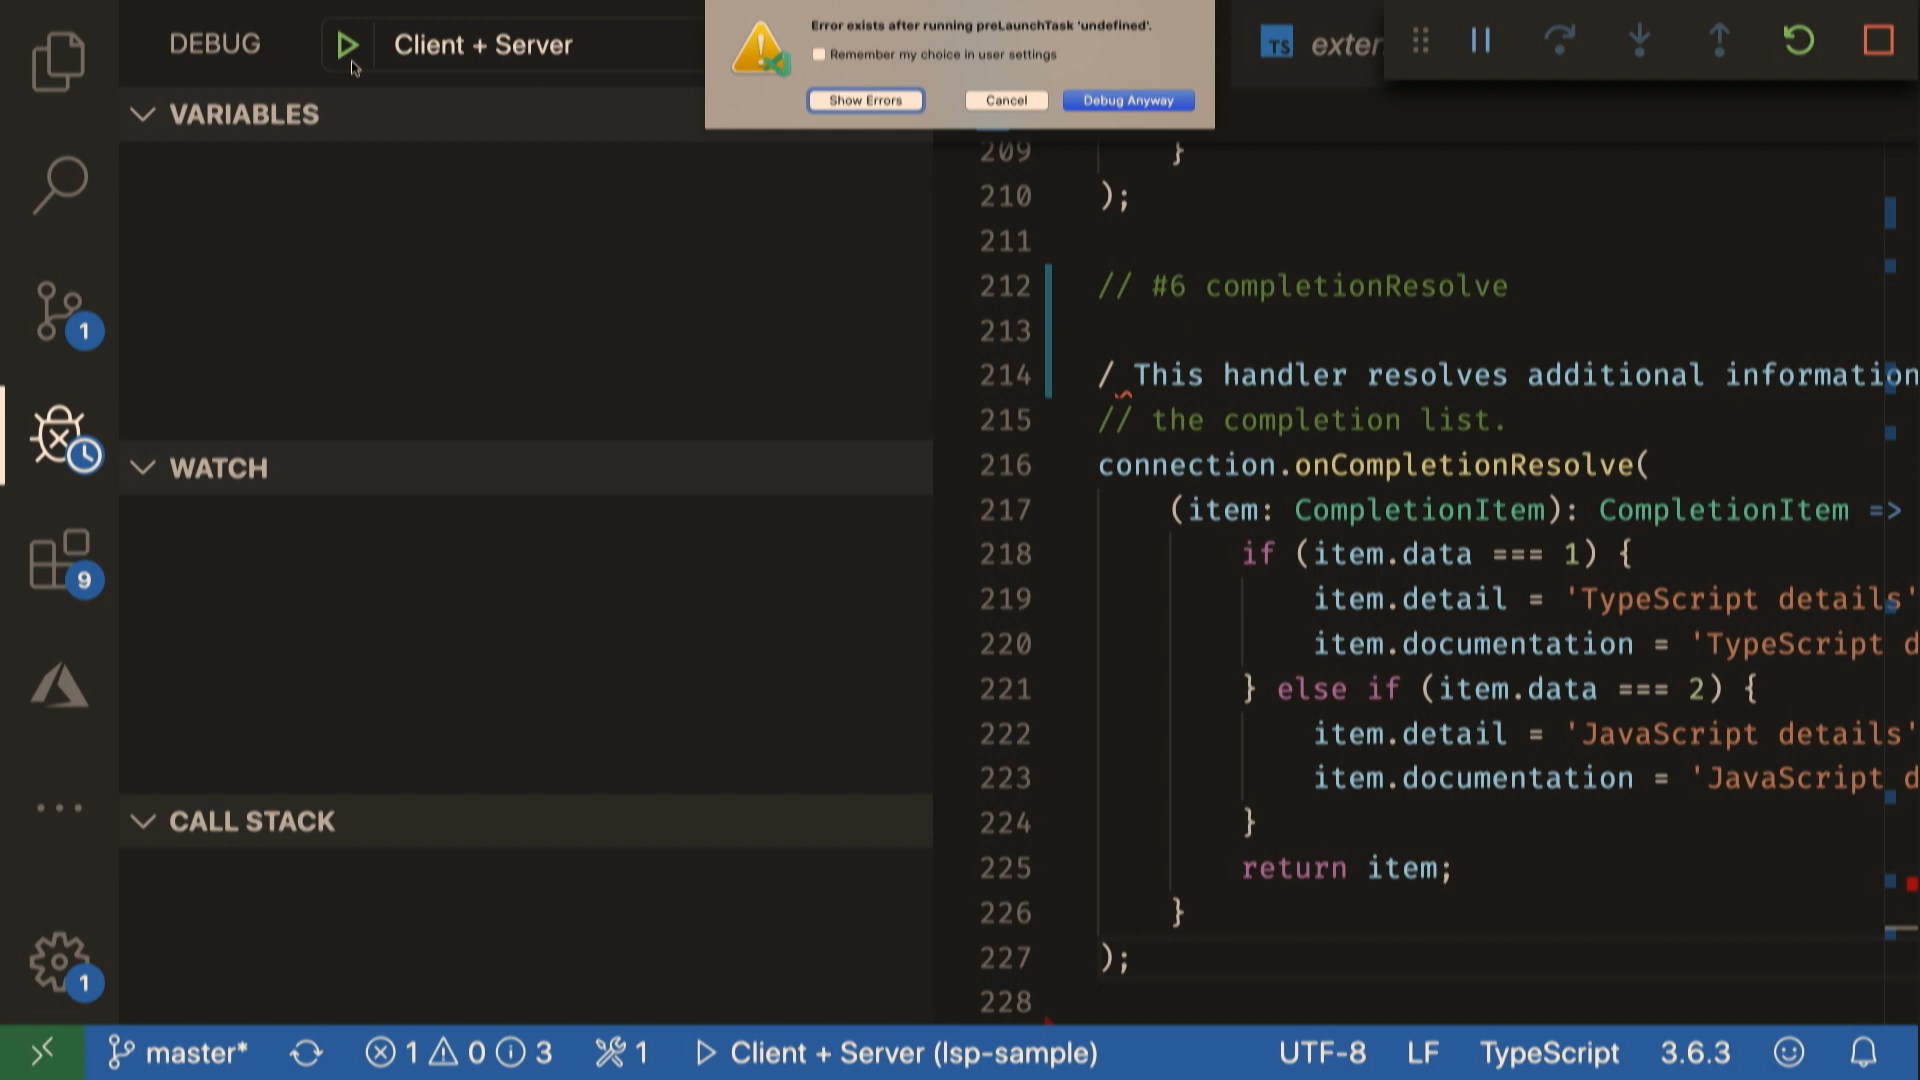 DEBUG
Client + Server
Error exists after running preLaunchTask 'undefined'.
Remember my choice in user settings
Show Errors
Cancel
Debug Anyway
TS
VARIABLES
WATCH
CALL STACK
1
9
1
209 }
210 );
211
212 // #6 completionResolve
213
214 / This handler resolves additional information
215 // the completion list.
216 connection.onCompletionResolve(
217 (item: CompletionItem): CompletionItem =>
218 if (item.data === 1) {
219 item.detail = 'TypeScript details'
220 item.documentation = 'TypeScript d
221 } else if (item.data === 2) {
222 item.detail = 'JavaScript details'
223 item.documentation = 'JavaScript d
224 }
225 return item;
226 }
227 );
228
master* 1 0 3 1 Client + Server (lsp-sample) UTF-8 LF TypeScript 3.6.3